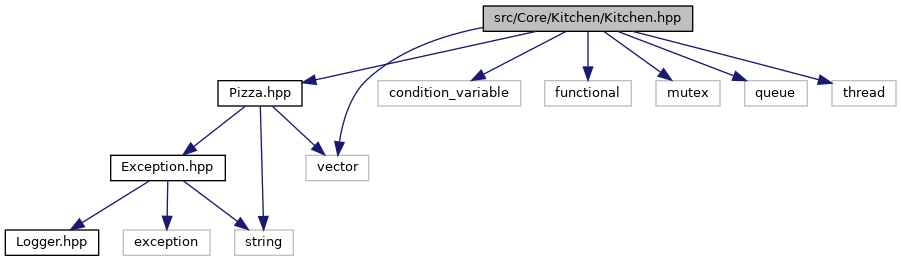 src/Core/Kitchen/Kitchen.hpp
Pizza.hpp
condition_variable
functional
mutex
queue
thread
Exception.hpp
vector
Logger.hpp
exception
string